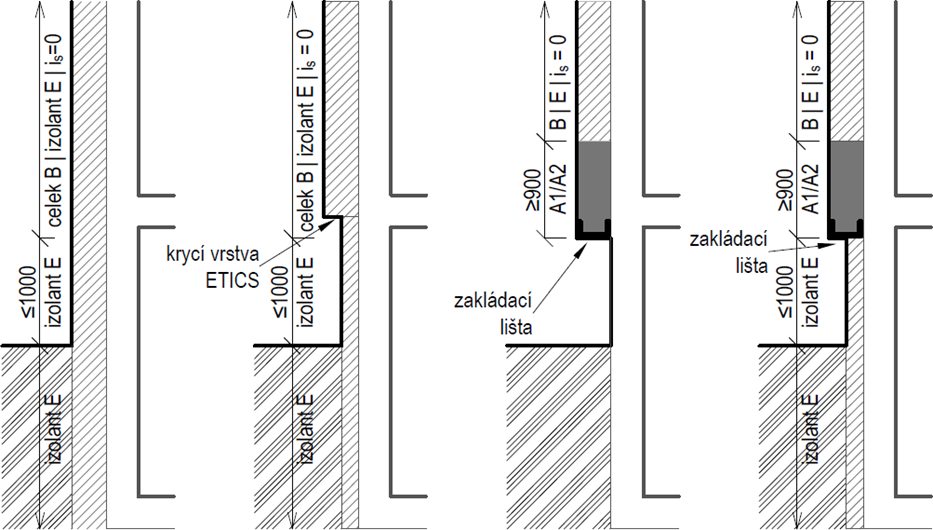 celek B | izolant E | is=0
≤1000
izolant E
izolant E
celek B | izolant E | is = 0
krycí vrstva
ETICS
≤1000
izolant E
izolant E
B | E | is = 0
≥900
A1/A2
zakládací
lišta
B | E | is = 0
≥900
A1/A2
zakládací
lišta
≤1000
izolant E
izolant E